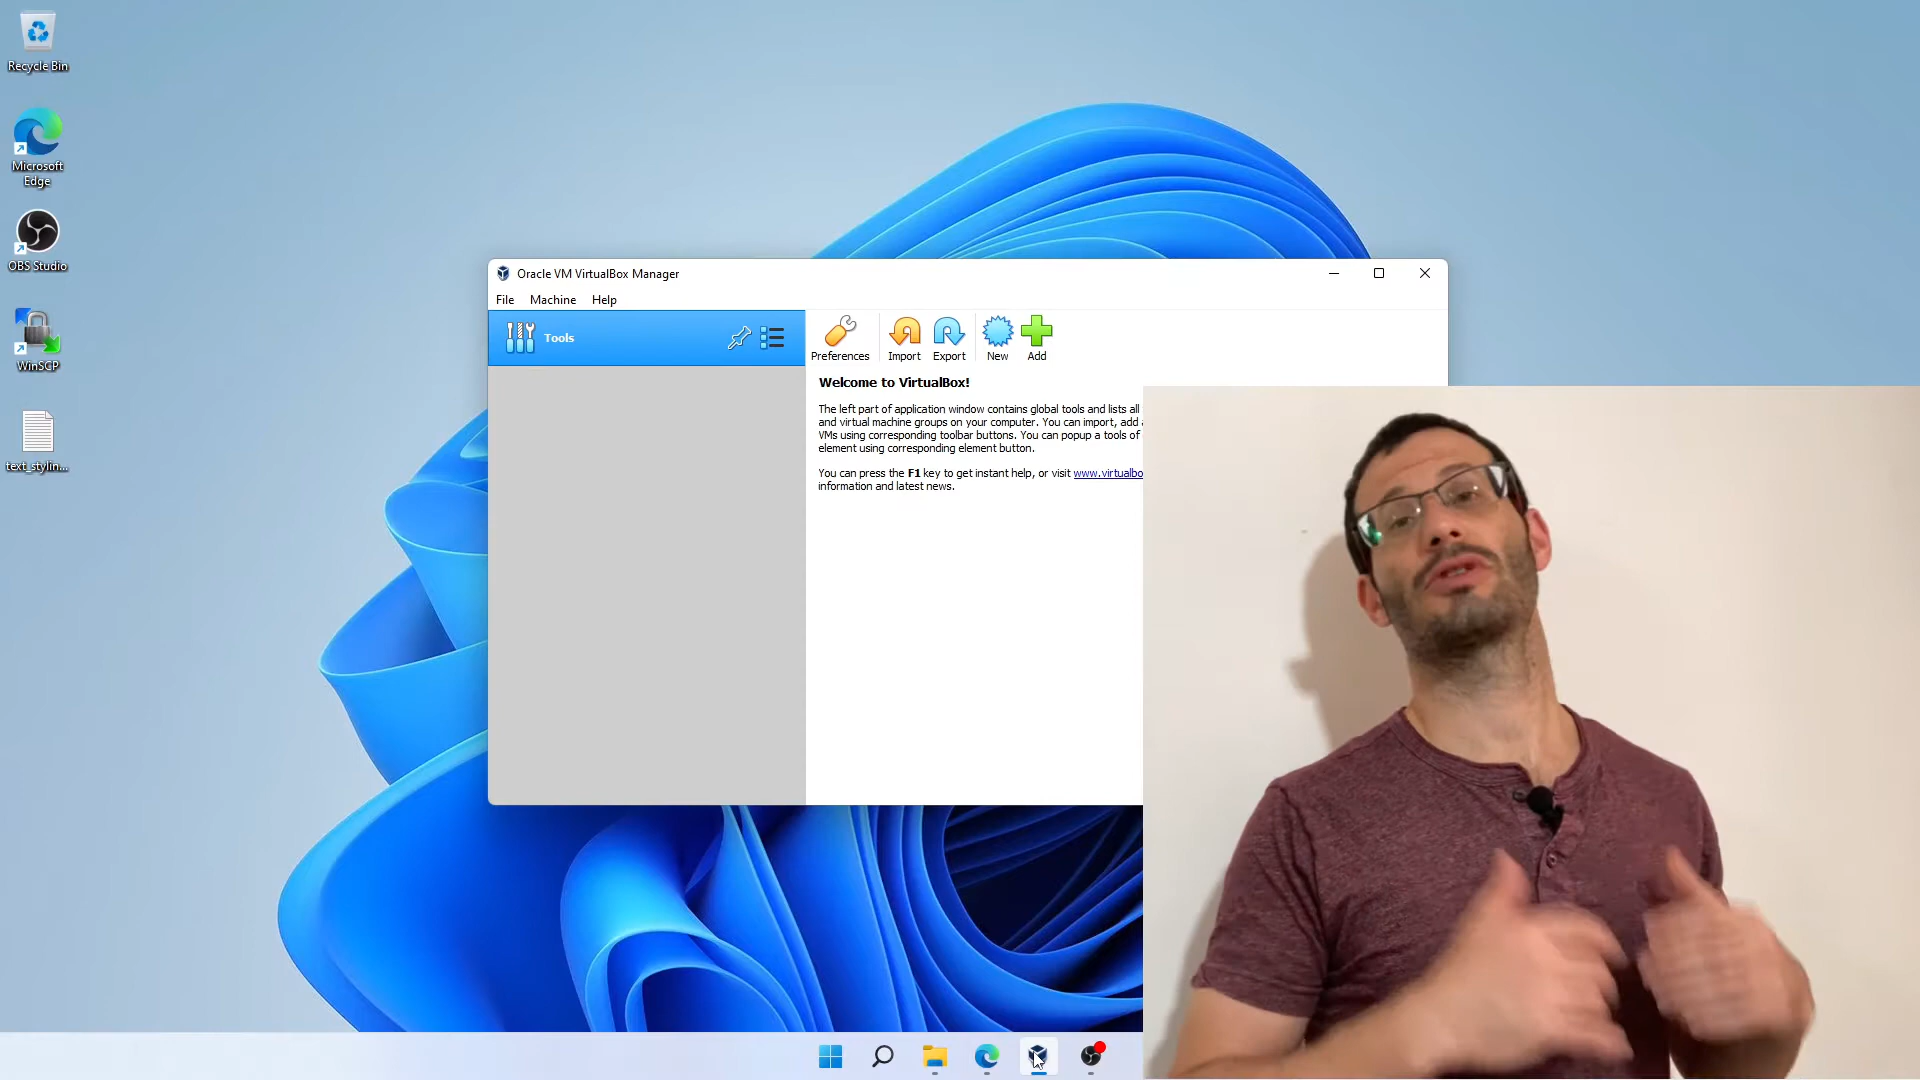 Recycle Bin
Microsoft
Edge
OBS Studio
WinSCP
text_stylin...
Oracle VM VirtualBox Manager
File Machine Help
Tools
Preferences Import Export New Add
Welcome to VirtualBox!
The left part of application window contains global tools and lists all
and virtual machine groups on your computer. You can import, add
VMs using corresponding toolbar buttons. You can popup a tools of
element using corresponding element button.
You can press the F1 key to get instant help, or visit www.virtualbo
information and latest news.